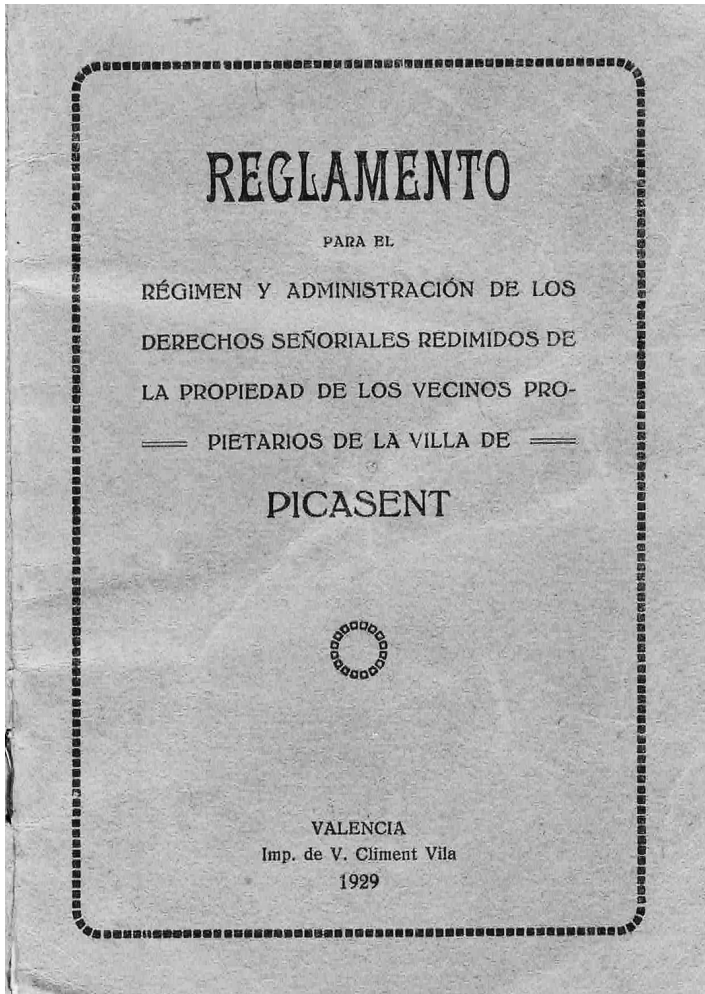 REGLAMENTO
PARA EL
RÉGIMEN Y ADMINISTRACIÓN DE LOS
DERECHOS SEÑORIALES REDIMIDOS DE
LA PROPIEDAD DE LOS VECINOS PRO-
PIETARIOS DE LA VILLA DE
PICASENT
VALENCIA
Imp. de V. Climent Vila
1929